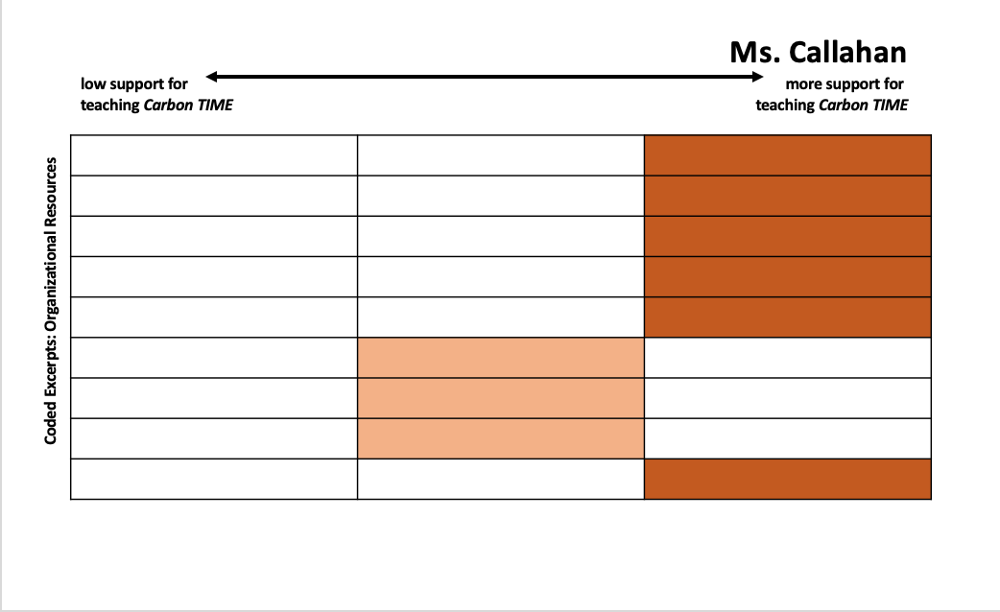 Ms. Callahan
low support for
teaching Carbon TIME
more support for
teaching Carbon TIME
Coded Excerpts: Organizational Resources